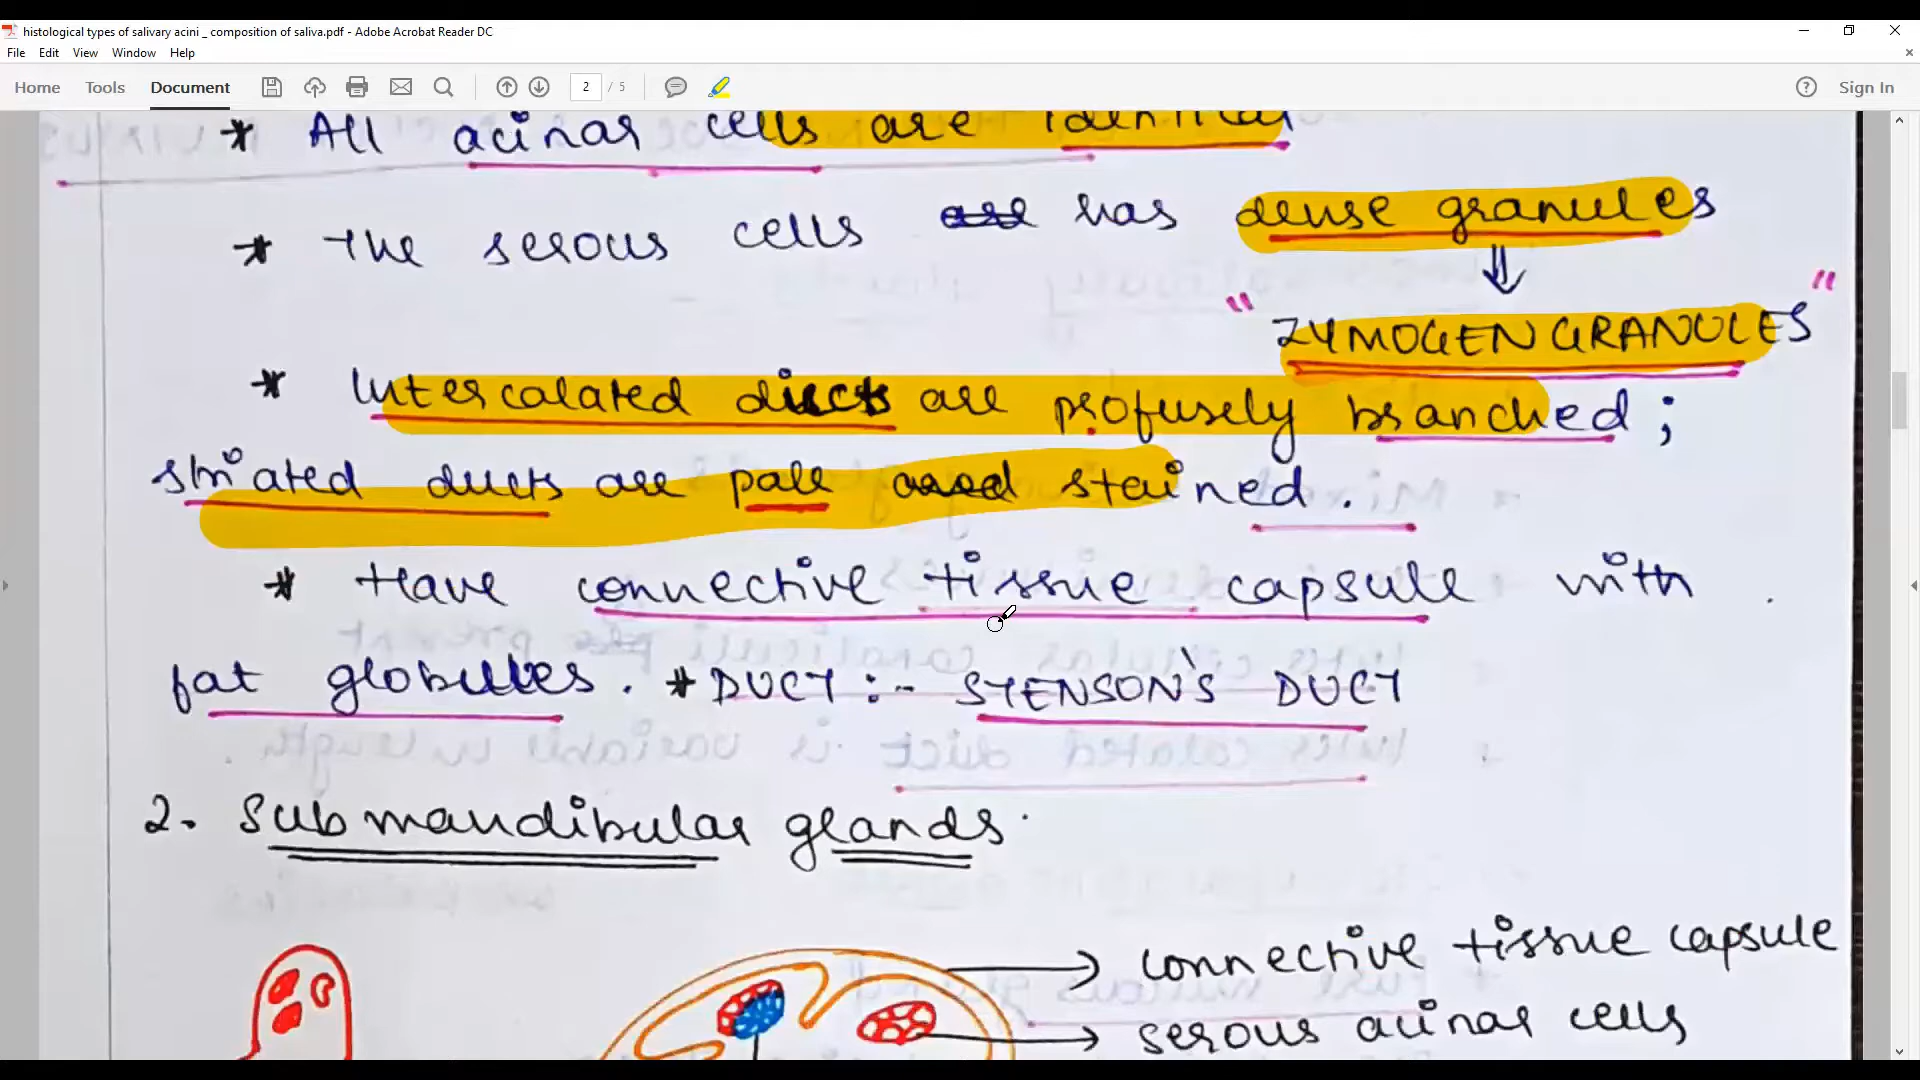 histological types of salivary acini _ composition of saliva.pdf - Adobe Acrobat Reader DC
File Edit View Window Help
Home Tools Document 2 / 5 Sign In
* All acinar cells are identical
* The serous cells has dense granules
"ZYMOGEN GRANULES"
* Intercalated ducts are profusely branched ;
striated ducts are pale stained.
* Have connective tissue capsule with
fat globules. * DUCT :- STENSON'S DUCT
2. Submandibular glands.
connective tissue capsule
serous acinar cells